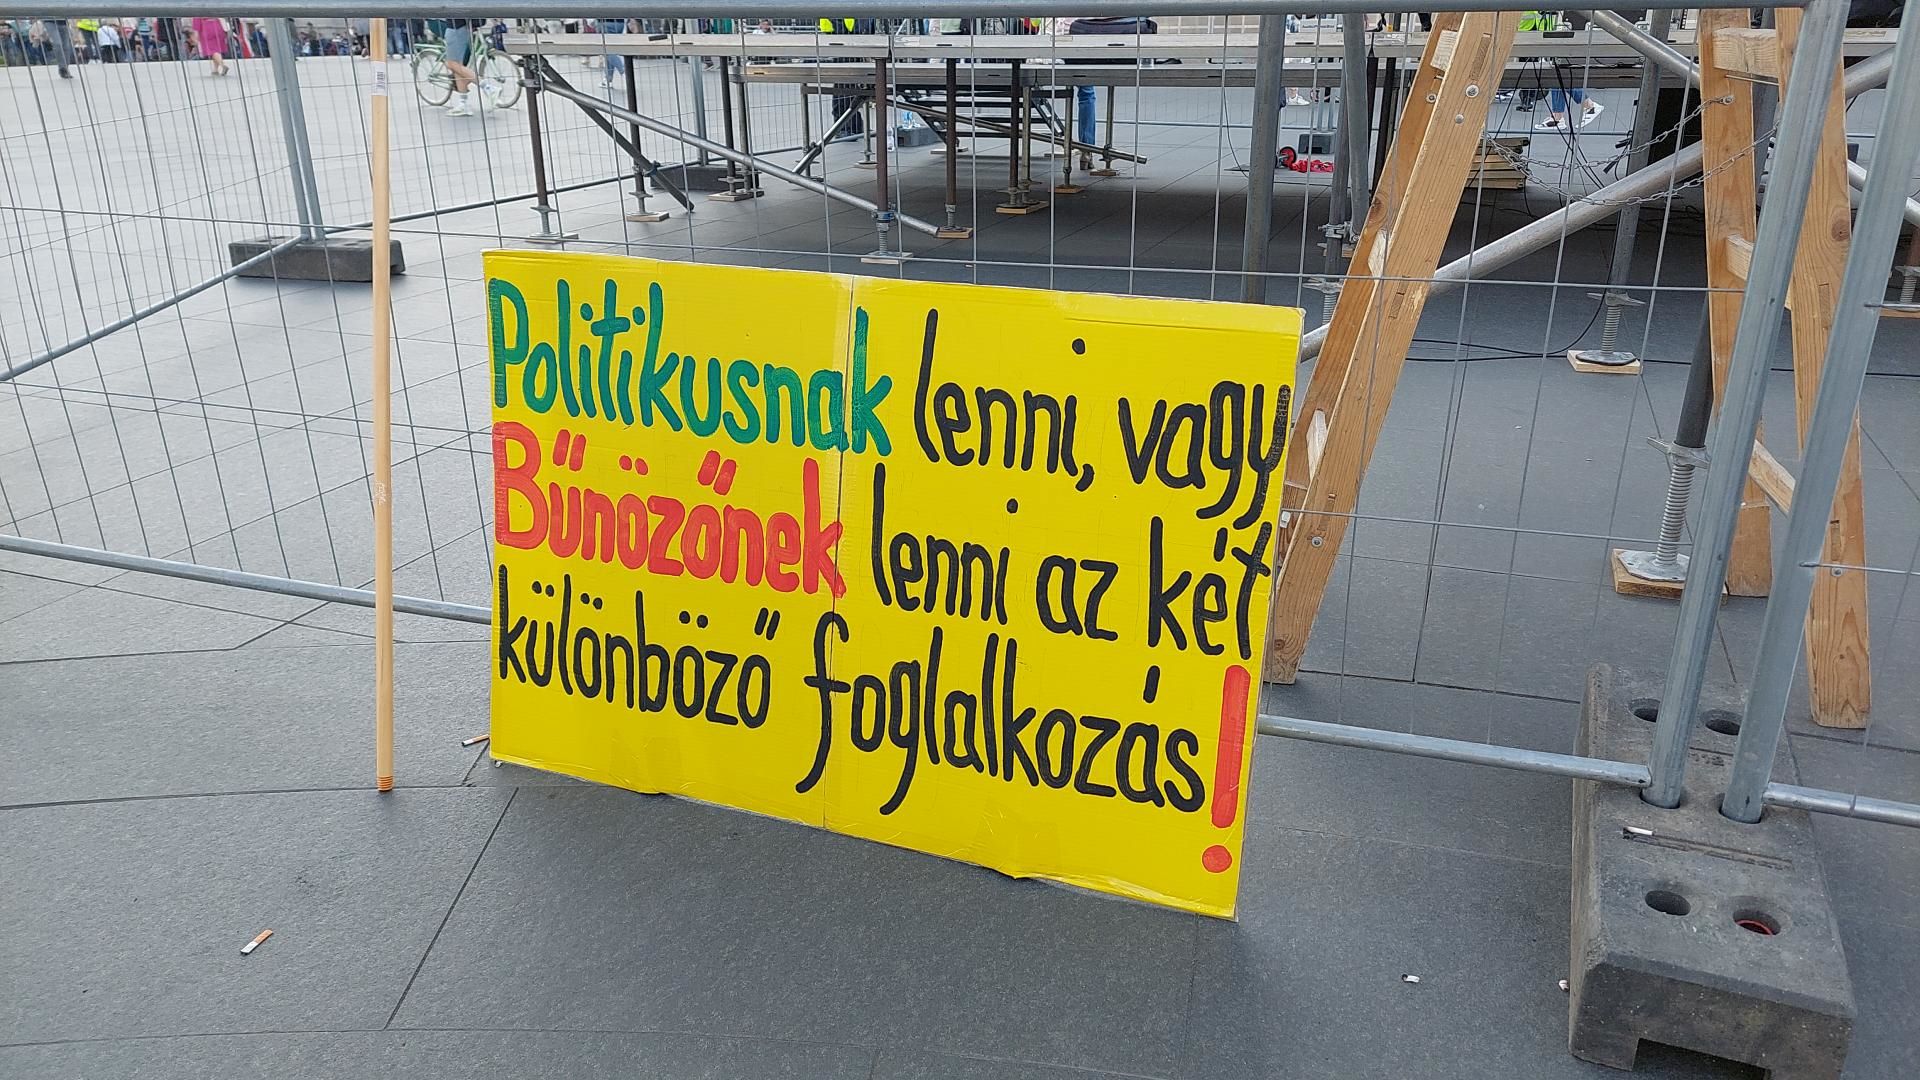 Politikusnak lenni, vagy
Bűnözőnek lenni az két
különböző foglalkozás!